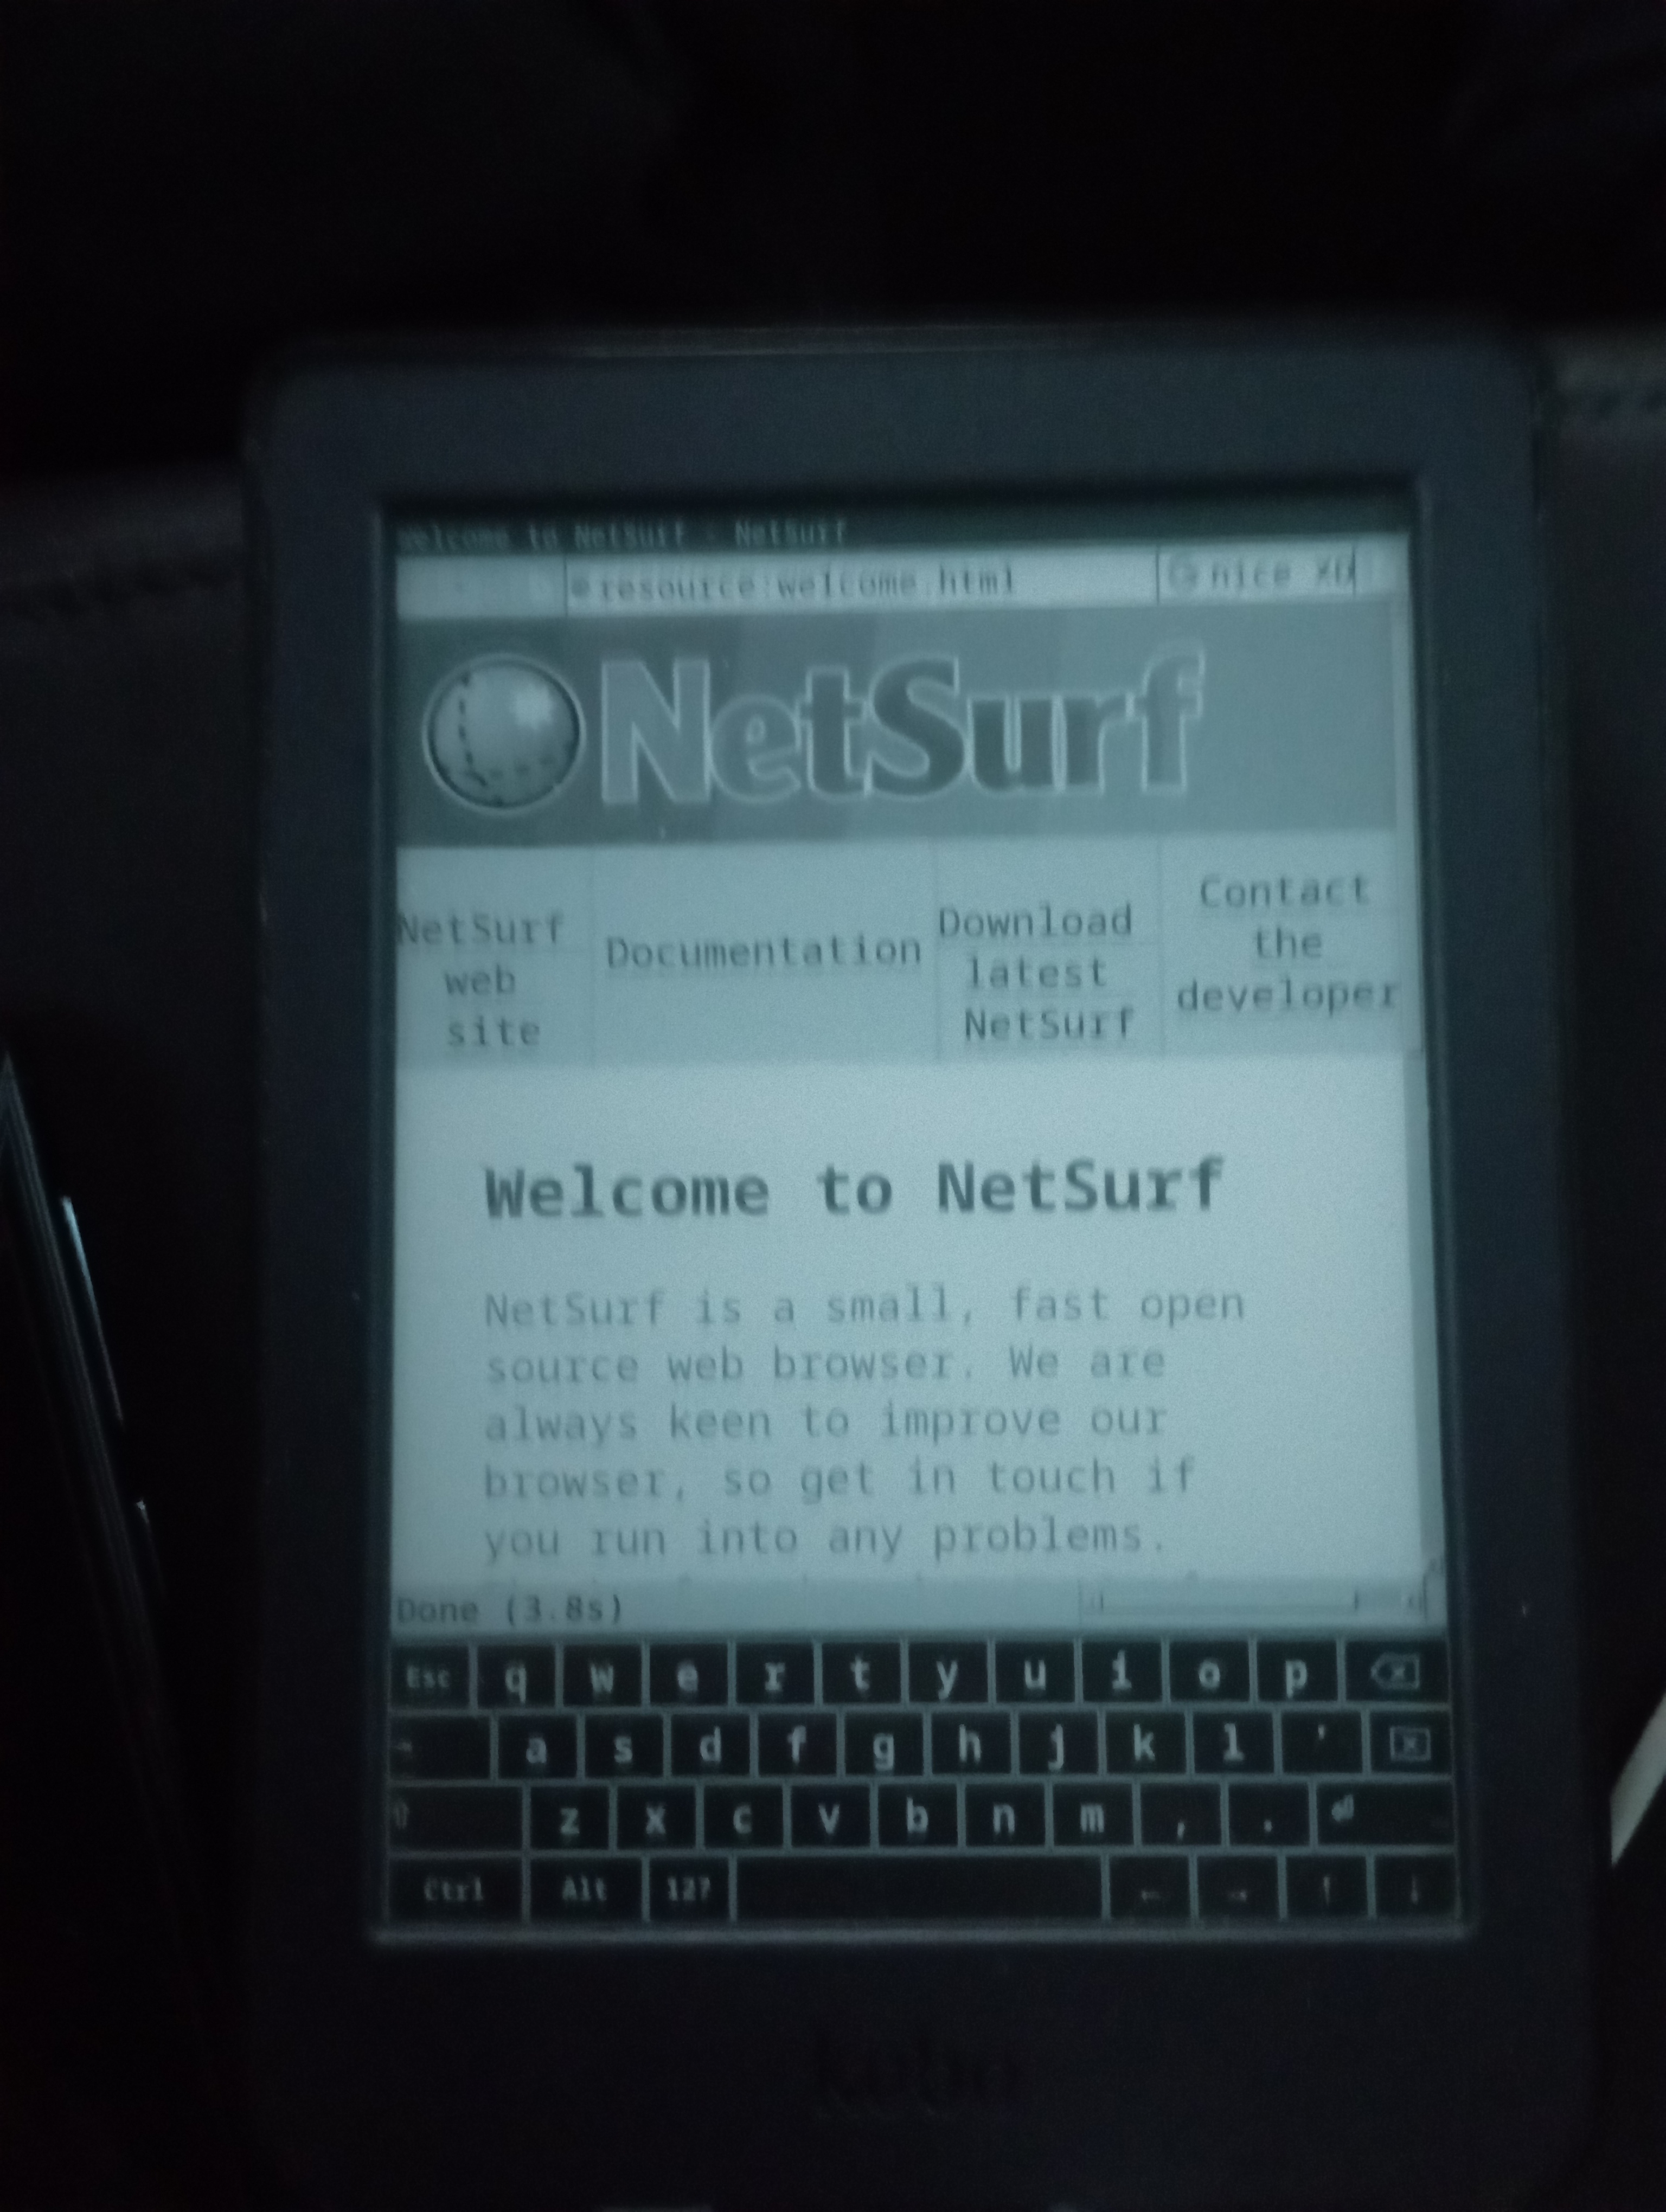 Welcome to NetSurf - NetSurf
resource:welcome.html
nice XD
NetSurf
NetSurf
web
site
Documentation
Download
latest
NetSurf
Contact
the
developer
Welcome to NetSurf
NetSurf is a small, fast open
source web browser. We are
always keen to improve our
browser, so get in touch if
you run into any problems.
Done (3.8s)
Esc q w e r t y u i o p
a s d f g h j k l '
z x c v b n m , .
Ctrl Alt
← → ↑ ↓
kobo